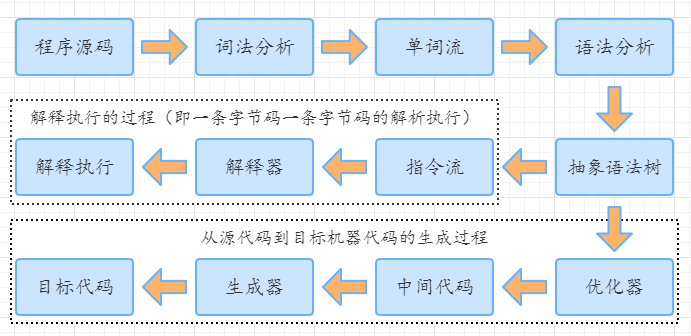 程序源码
词法分析
单词流
语法分析
解释执行的过程（即一条字节码一条字节码的解析执行）
解释执行
解释器
指令流
抽象语法树
从源代码到目标机器代码的生成过程
目标代码
生成器
中间代码
优化器